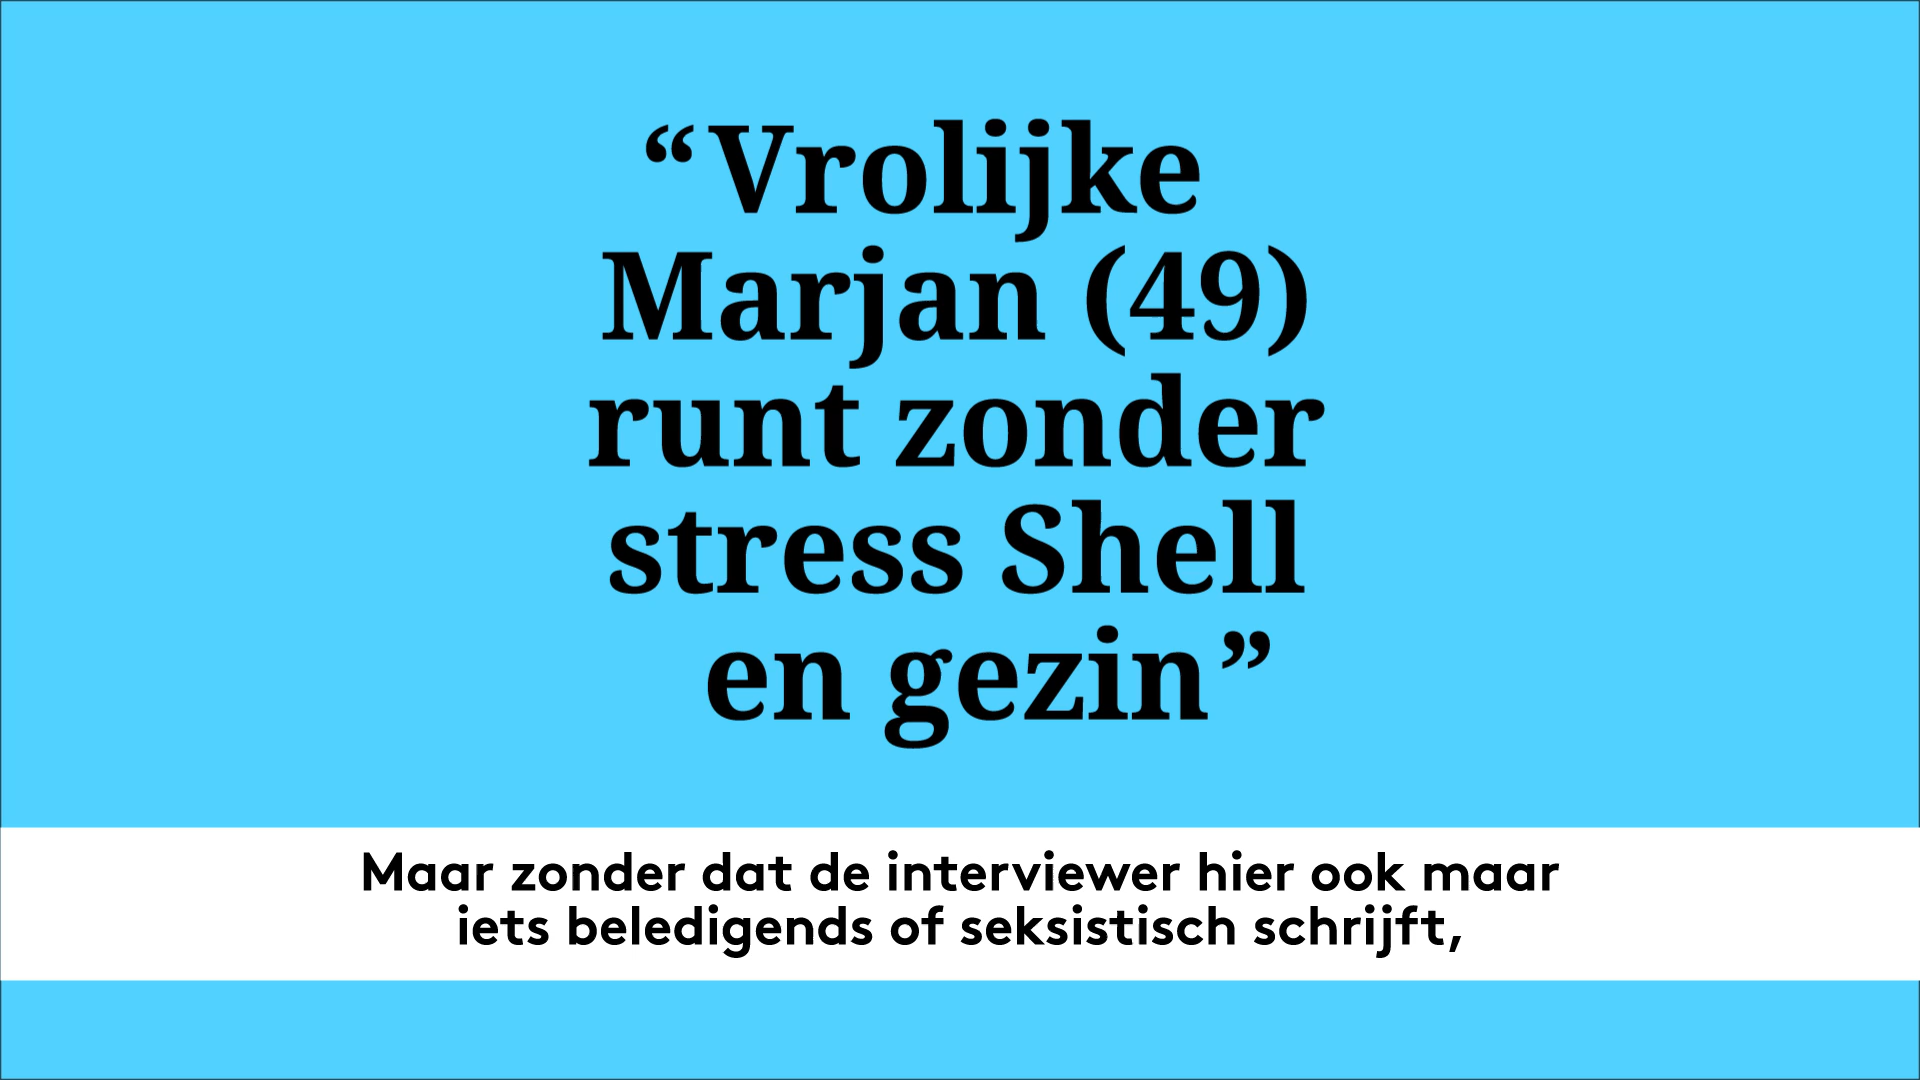 “Vrolijke
Marjan (49)
runt zonder
stress Shell
en gezin”
Maar zonder dat de interviewer hier ook maar
iets beledigends of seksistisch schrijft,